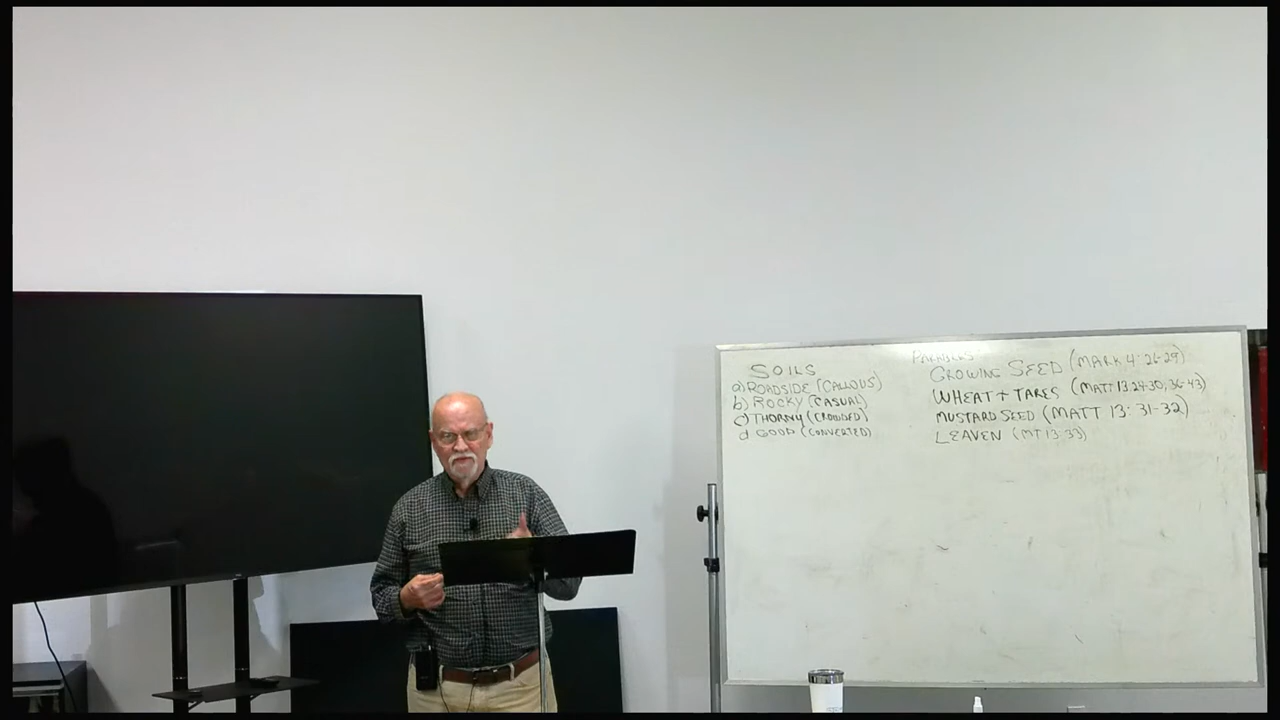 SOILS
a) ROADSIDE (CALLOUS)
b) ROCKY (CASUAL)
c) THORNY (CROWDED)
d GOOD (CONVERTED)
PARABLES
GROWING SEED (MARK 4:26-29)
WHEAT + TARES (MATT 13:24-30, 36-43)
MUSTARD SEED (MATT 13:31-32)
LEAVEN (MT 13:33)